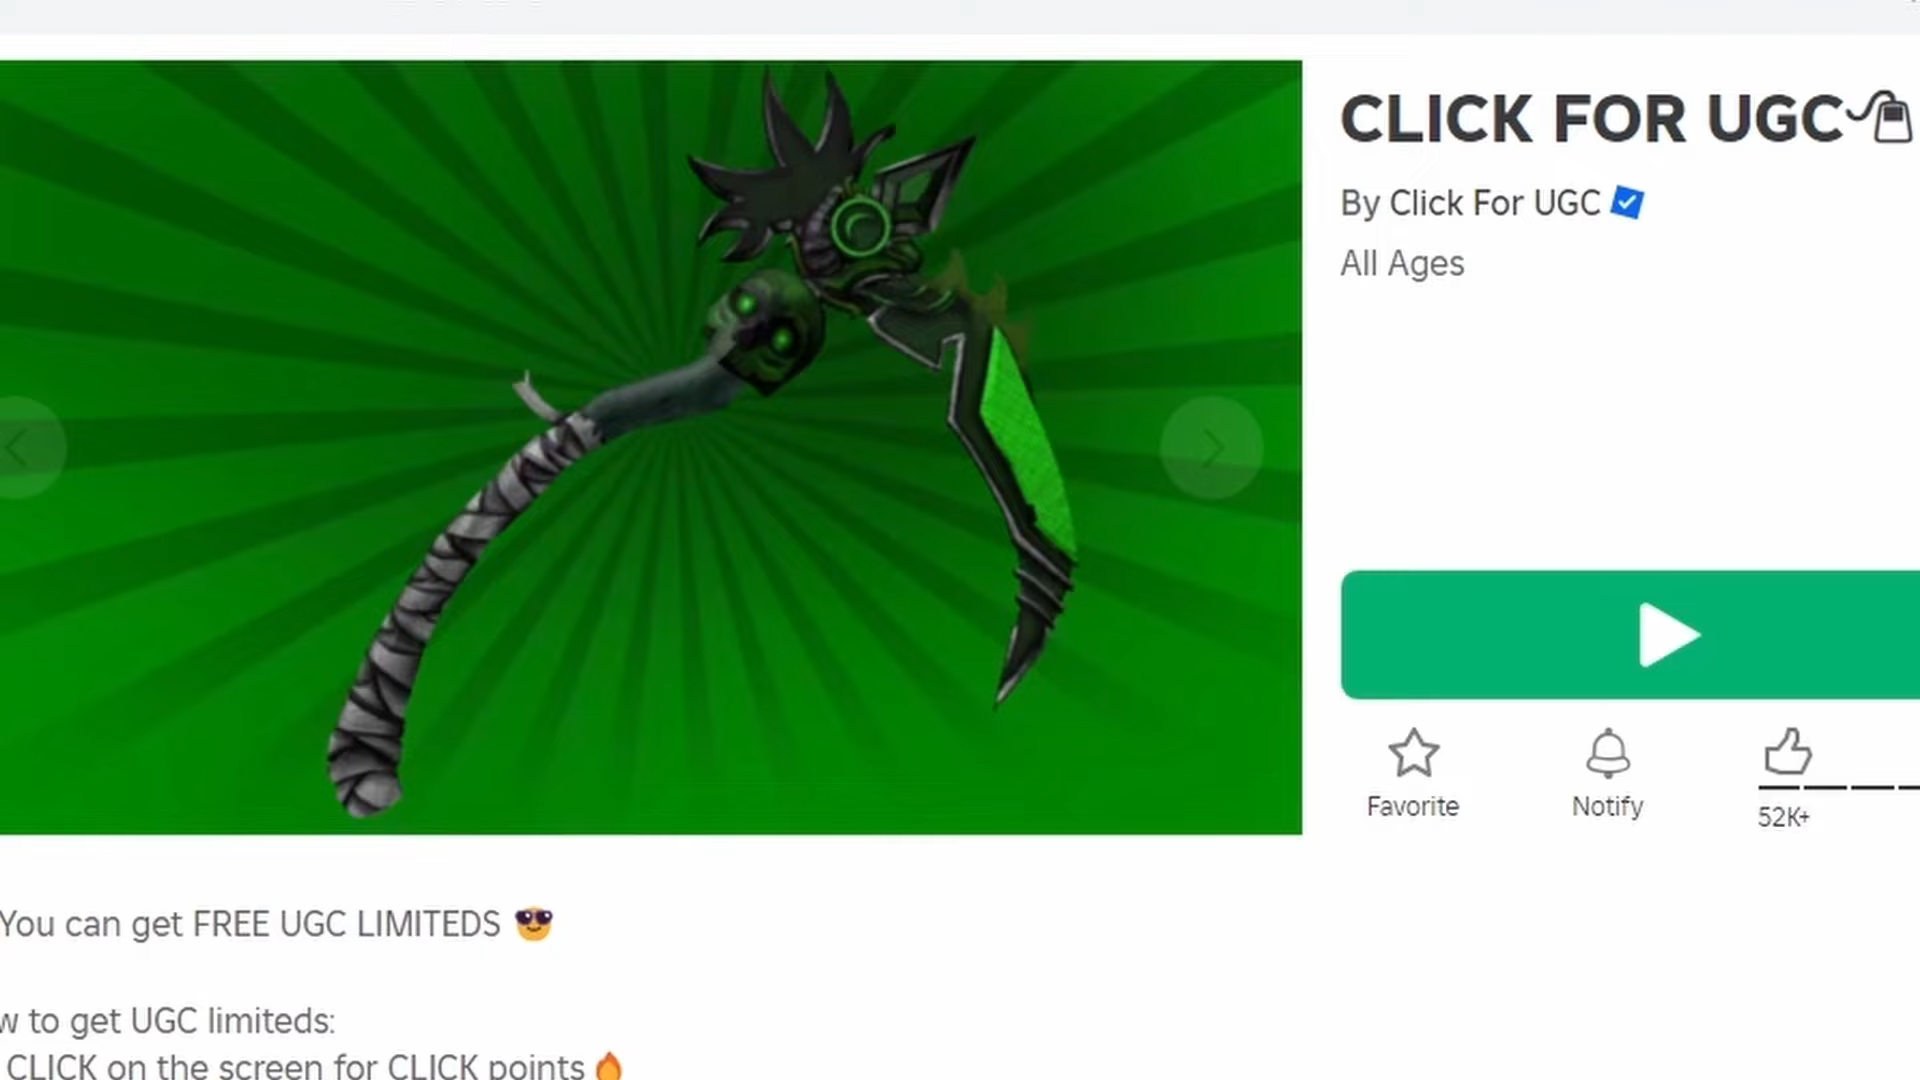 CLICK FOR UGC🖱
By Click For UGC
All Ages
Favorite
Notify
52K+
You can get FREE UGC LIMITEDS 😎
w to get UGC limiteds:
CLICK on the screen for CLICK points🔥